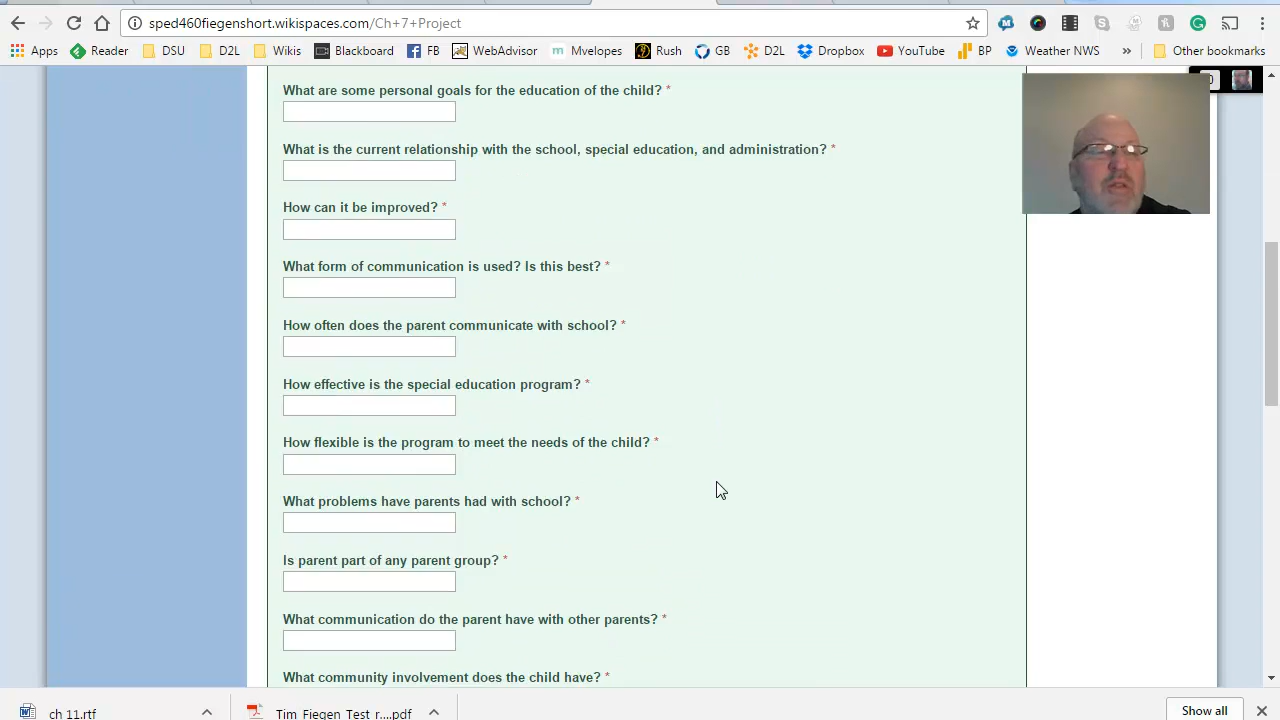 sped460fiegenshort.wikispaces.com/Ch+7+Project
Apps Reader DSU D2L Wikis Blackboard FB WebAdvisor Mvelopes Rush GB D2L Dropbox YouTube BP Weather NWS » Other bookmarks
What are some personal goals for the education of the child? *
What is the current relationship with the school, special education, and administration? *
How can it be improved? *
What form of communication is used? Is this best? *
How often does the parent communicate with school? *
How effective is the special education program? *
How flexible is the program to meet the needs of the child? *
What problems have parents had with school? *
Is parent part of any parent group? *
What communication do the parent have with other parents? *
What community involvement does the child have? *
ch 11.rtf Tim_Fiegen_Test_r....pdf Show all